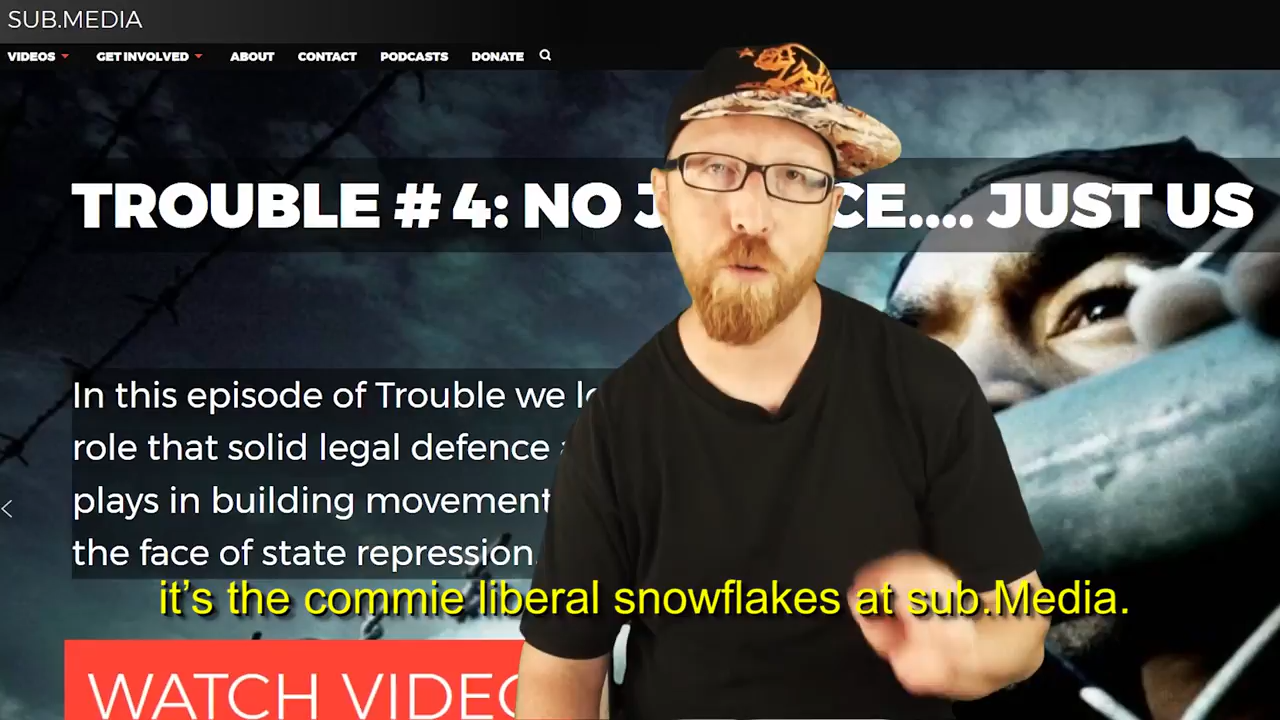 SUB.MEDIA
VIDEOS GET INVOLVED ABOUT CONTACT PODCASTS DONATE
TROUBLE # 4: NO J CE.... JUST US
In this episode of Trouble we lo
role that solid legal defence
plays in building movement
the face of state repression.
it's the commie liberal snowflakes at sub.Media.
WATCH VIDEO